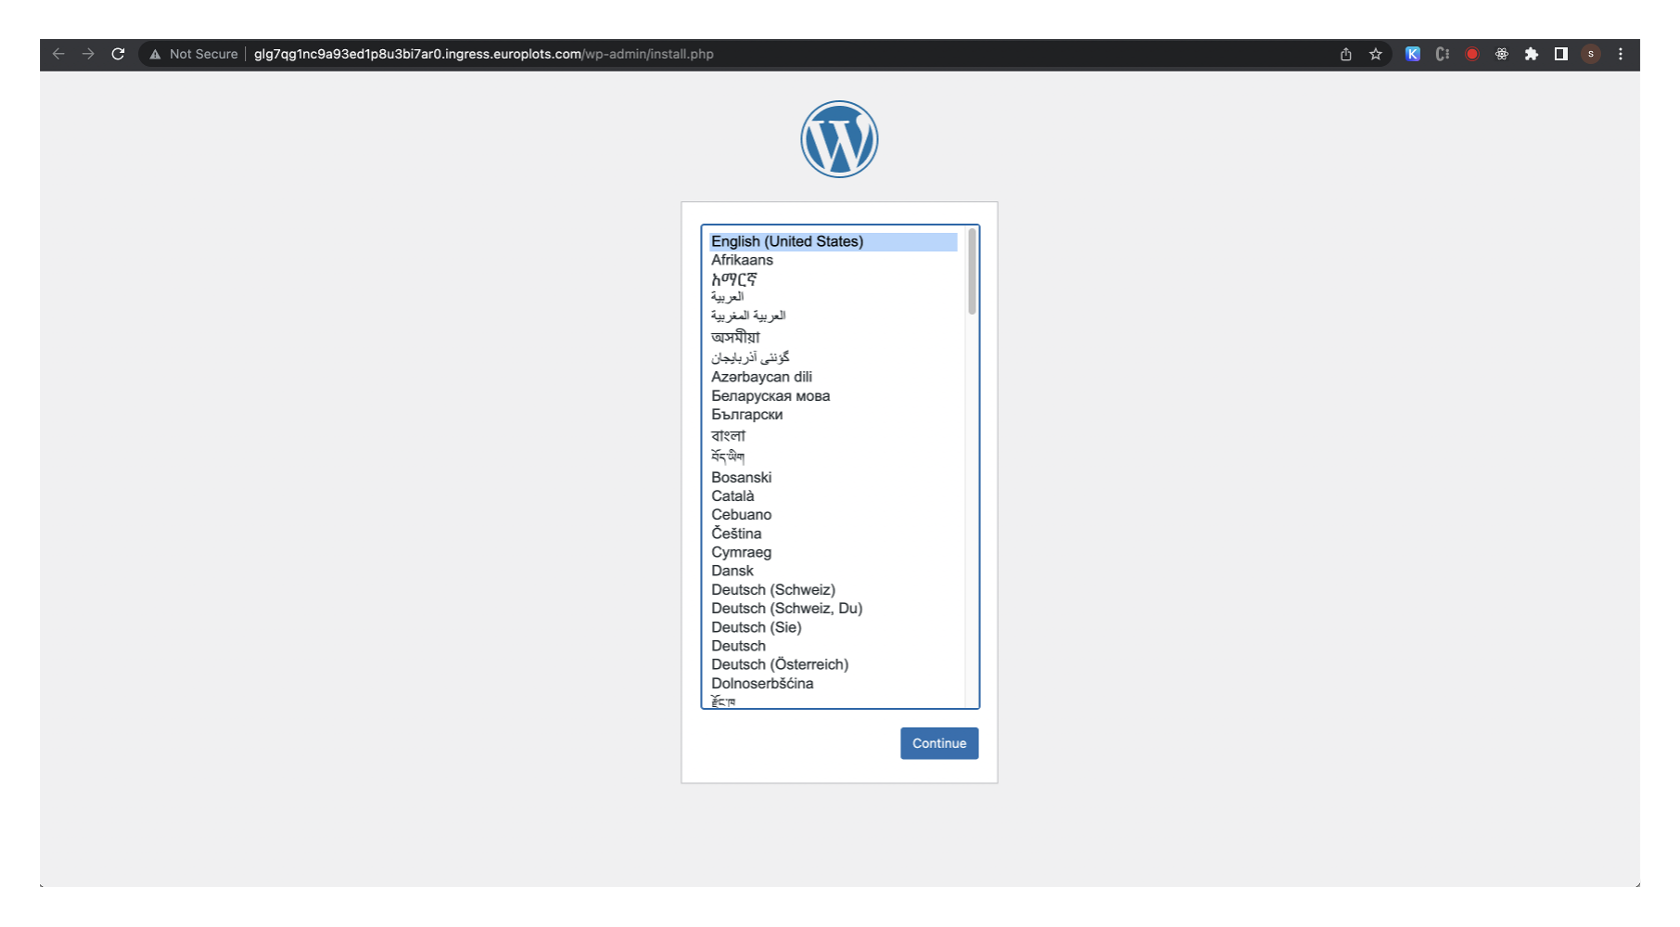 Not Secure glg7qg1nc9a93ed1p8u3bi7ar0.ingress.europlots.com/wp-admin/install.php
K
S
W
English (United States)
Afrikaans
አማርኛ
العربية
العربية المغربية
অসমীয়া
گؤنئی آذربایجان
Azərbaycan dili
Беларуская мова
Български
বাংলা
བོད་ཡིག
Bosanski
Català
Cebuano
Čeština
Cymraeg
Dansk
Deutsch (Schweiz)
Deutsch (Schweiz, Du)
Deutsch (Sie)
Deutsch
Deutsch (Österreich)
Dolnoserbšćina
རྫོང་ཁ
Continue